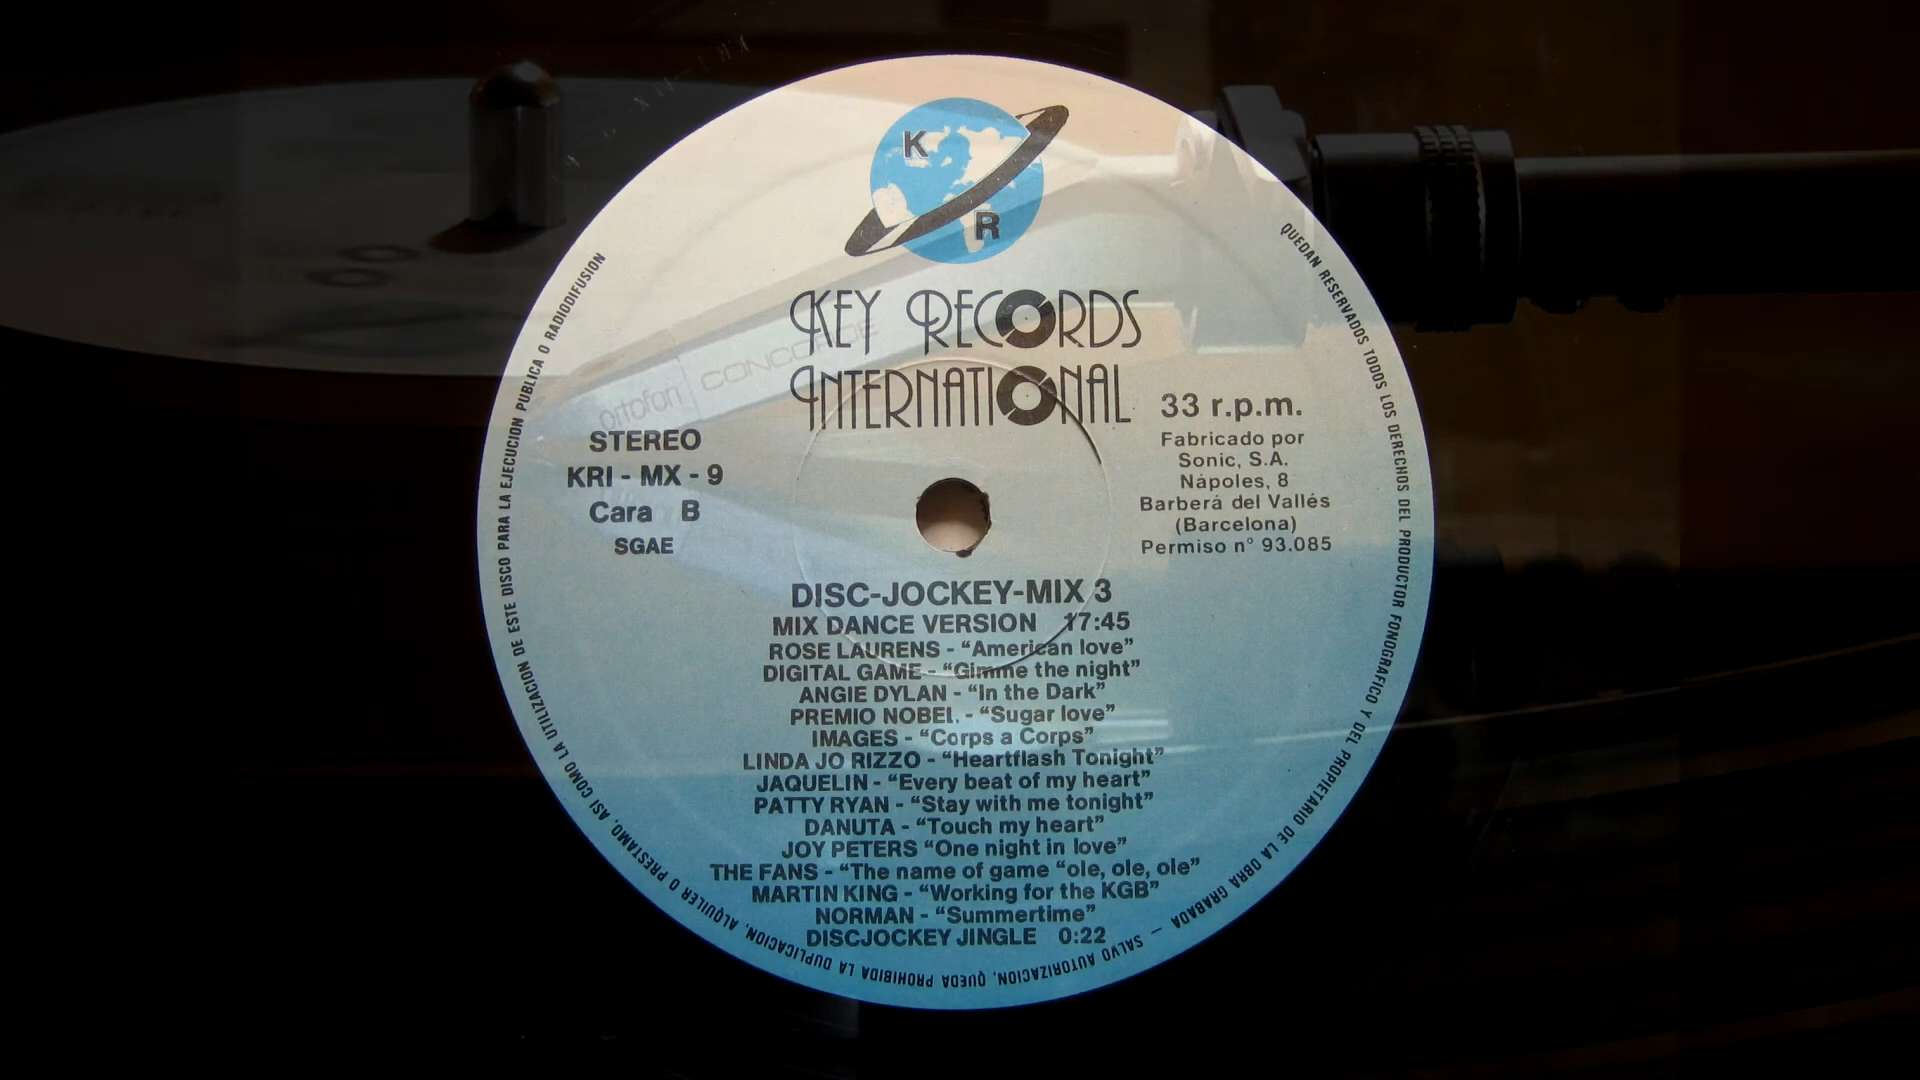 K
R
KEY RECORDS
INTERNATIONAL
ortofon CONCORDE
STEREO
KRI - MX - 9
Cara B
SGAE
33 r.p.m.
Fabricado por
Sonic, S.A.
Nápoles, 8
Barberá del Vallés
(Barcelona)
Permiso n° 93.085
DISC-JOCKEY-MIX 3
MIX DANCE VERSION 17:45
ROSE LAURENS - “American love”
DIGITAL GAME - “Gimme the night”
ANGIE DYLAN - “In the Dark”
PREMIO NOBEL - “Sugar love”
IMAGES - “Corps a Corps”
LINDA JO RIZZO - “Heartflash Tonight”
JAQUELIN - “Every beat of my heart”
PATTY RYAN - “Stay with me tonight”
DANUTA - “Touch my heart”
JOY PETERS “One night in love”
THE FANS - “The name of game “ole, ole, ole”
MARTIN KING - “Working for the KGB”
NORMAN - “Summertime”
DISCJOCKEY JINGLE 0:22
QUEDAN RESERVADOS TODOS LOS DERECHOS DEL PRODUCTOR FONOGRAFICO Y DEL PROPIETARIO DE LA OBRA GRABADA — SALVO AUTORIZACION, QUEDA PROHIBIDA LA DUPLICACION, ALQUILER O PRESTAMO, ASI COMO LA UTILIZACION DE ESTE DISCO PARA LA EJECUCION PUBLICA O RADIODIFUSION